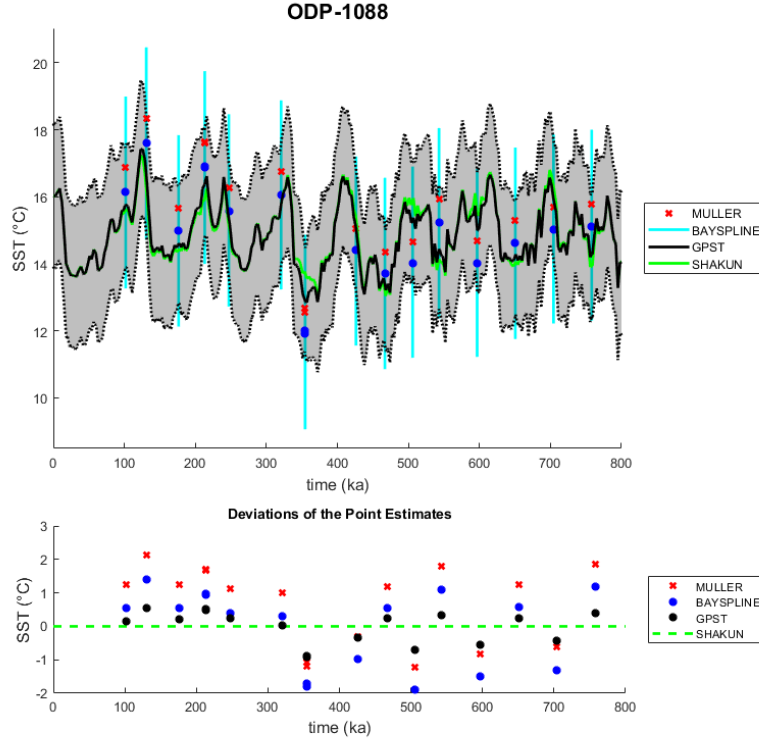 ODP-1088
SST (°C)
20
18
16
14
12
10
0 100 200 300 400 500 600 700 800
time (ka)
MULLER
BAYSPLINE
GPST
SHAKUN
Deviations of the Point Estimates
SST (°C)
3
2
1
0
-1
-2
0 100 200 300 400 500 600 700 800
time (ka)
MULLER
BAYSPLINE
GPST
SHAKUN